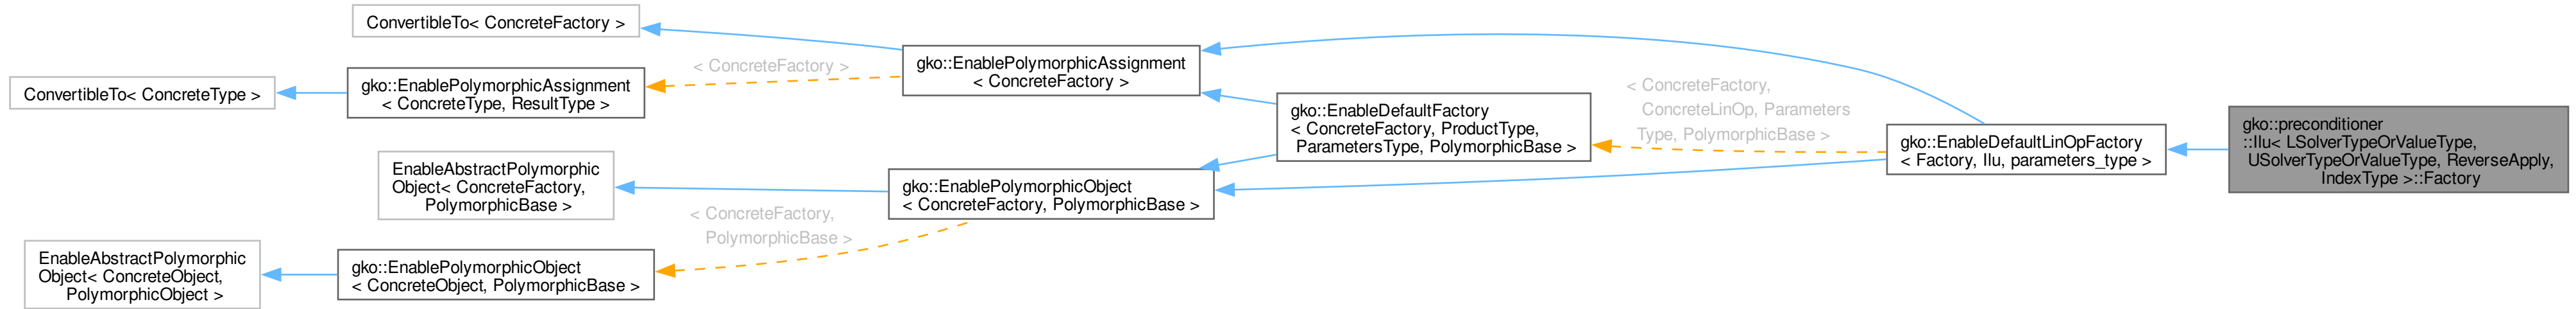 ConvertibleTo< ConcreteFactory >
ConvertibleTo< ConcreteType >
gko::EnablePolymorphicAssignment
< ConcreteType, ResultType >
< ConcreteFactory >
gko::EnablePolymorphicAssignment
< ConcreteFactory >
EnableAbstractPolymorphic
Object< ConcreteFactory,
PolymorphicBase >
EnableAbstractPolymorphic
Object< ConcreteObject,
PolymorphicObject >
gko::EnablePolymorphicObject
< ConcreteObject, PolymorphicBase >
< ConcreteFactory,
PolymorphicBase >
gko::EnablePolymorphicObject
< ConcreteFactory, PolymorphicBase >
gko::EnableDefaultFactory
< ConcreteFactory, ProductType,
ParametersType, PolymorphicBase >
< ConcreteFactory,
ConcreteLinOp, Parameters
Type, PolymorphicBase >
gko::EnableDefaultLinOpFactory
< Factory, Ilu, parameters_type >
gko::preconditioner
::Ilu< LSolverTypeOrValueType,
USolverTypeOrValueType, ReverseApply,
IndexType >::Factory